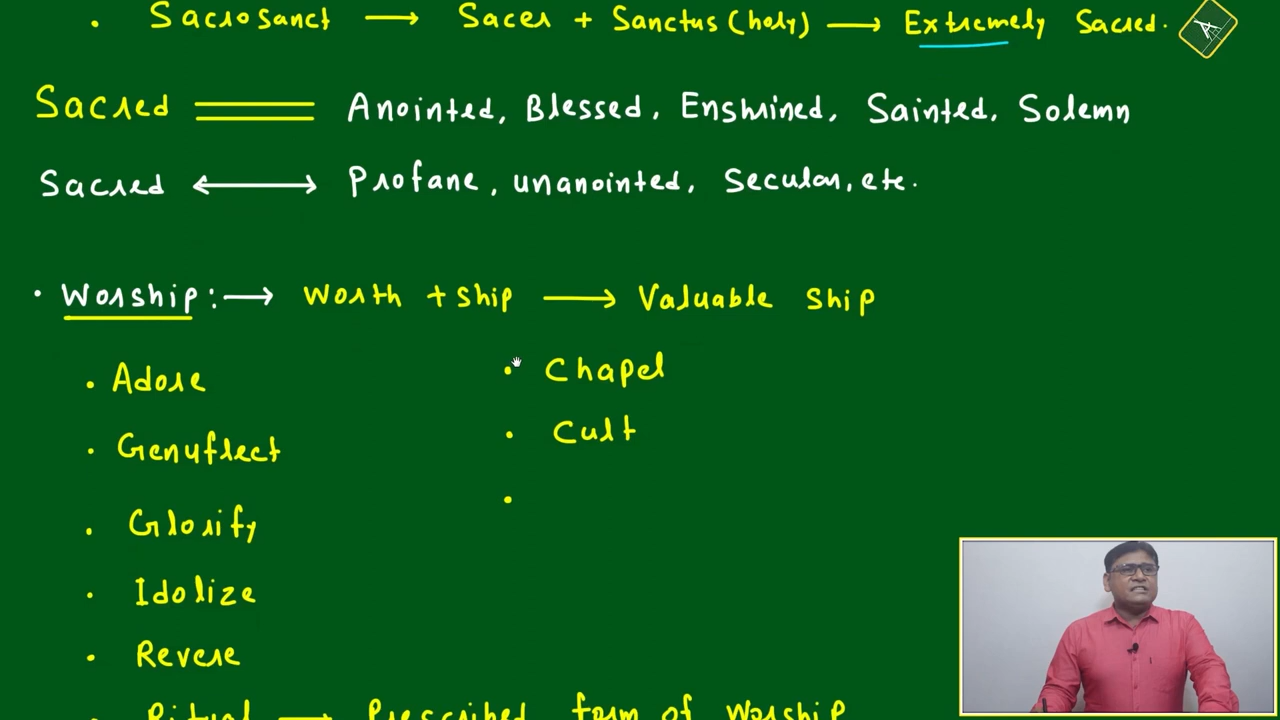 • Sacrosanct → Sacer + Sanctus (holy) → Extremely Sacred.
Sacred = Anointed, Blessed, Enshrined, Sainted, Solemn
Sacred ↔ Profane, unanointed, Secular, etc.
• Worship: → Worth + ship → Valuable ship
• Adore
• Genuflect
• Glorify
• Idolize
• Revere
• Ritual → Prescribed form of Worship
• Chapel
• Cult
•